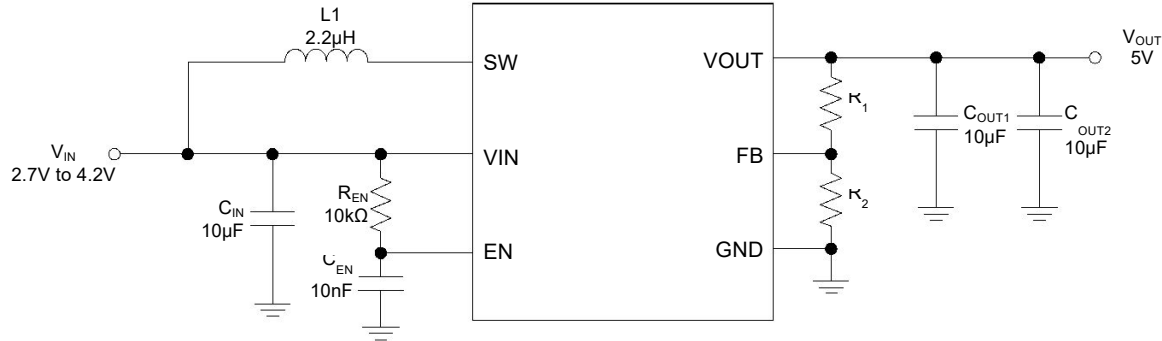 L1
2.2µH
SW
VOUT
V_OUT
5V
R_1
C_OUT1
10µF
C
OUT2
10µF
V_IN
2.7V to 4.2V
VIN
FB
R_EN
10kΩ
C_IN
10µF
R_2
EN
GND
C_EN
10nF